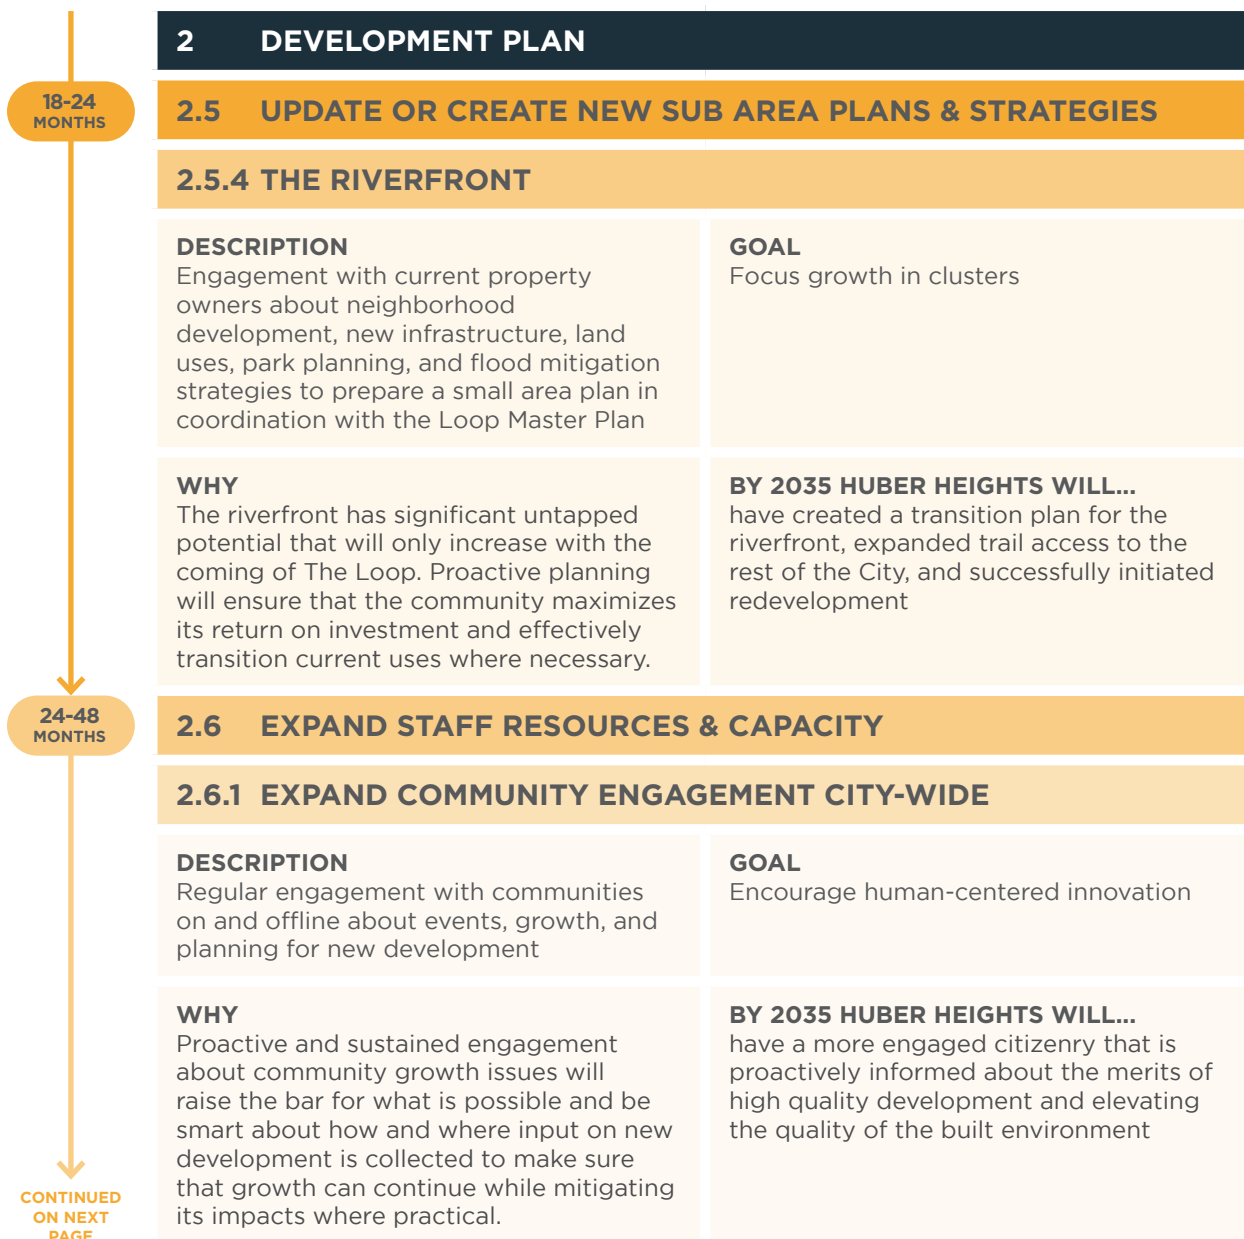 2 DEVELOPMENT PLAN
18-24
MONTHS
2.5 UPDATE OR CREATE NEW SUB AREA PLANS & STRATEGIES
2.5.4 THE RIVERFRONT
DESCRIPTION
Engagement with current property
owners about neighborhood
development, new infrastructure, land
uses, park planning, and flood mitigation
strategies to prepare a small area plan in
coordination with the Loop Master Plan
GOAL
Focus growth in clusters
WHY
The riverfront has significant untapped
potential that will only increase with the
coming of The Loop. Proactive planning
will ensure that the community maximizes
its return on investment and effectively
transition current uses where necessary.
BY 2035 HUBER HEIGHTS WILL...
have created a transition plan for the
riverfront, expanded trail access to the
rest of the City, and successfully initiated
redevelopment
24-48
MONTHS
2.6 EXPAND STAFF RESOURCES & CAPACITY
2.6.1 EXPAND COMMUNITY ENGAGEMENT CITY-WIDE
DESCRIPTION
Regular engagement with communities
on and offline about events, growth, and
planning for new development
GOAL
Encourage human-centered innovation
WHY
Proactive and sustained engagement
about community growth issues will
raise the bar for what is possible and be
smart about how and where input on new
development is collected to make sure
that growth can continue while mitigating
its impacts where practical.
BY 2035 HUBER HEIGHTS WILL...
have a more engaged citizenry that is
proactively informed about the merits of
high quality development and elevating
the quality of the built environment
CONTINUED
ON NEXT
PAGE